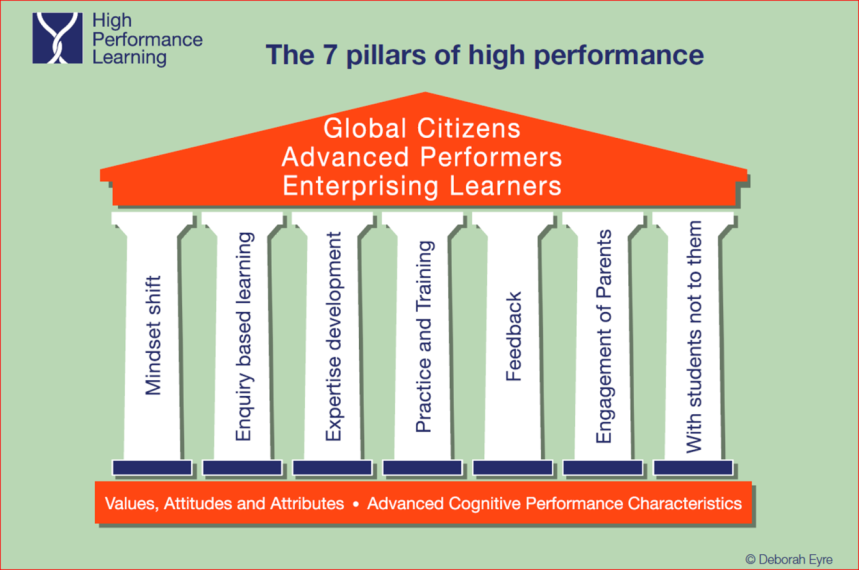 High
Performance
Learning
The 7 pillars of high performance
Global Citizens
Advanced Performers
Enterprising Learners
Mindset shift
Enquiry based learning
Expertise development
Practice and Training
Feedback
Engagement of Parents
With students not to them
Values, Attitudes and Attributes • Advanced Cognitive Performance Characteristics
© Deborah Eyre